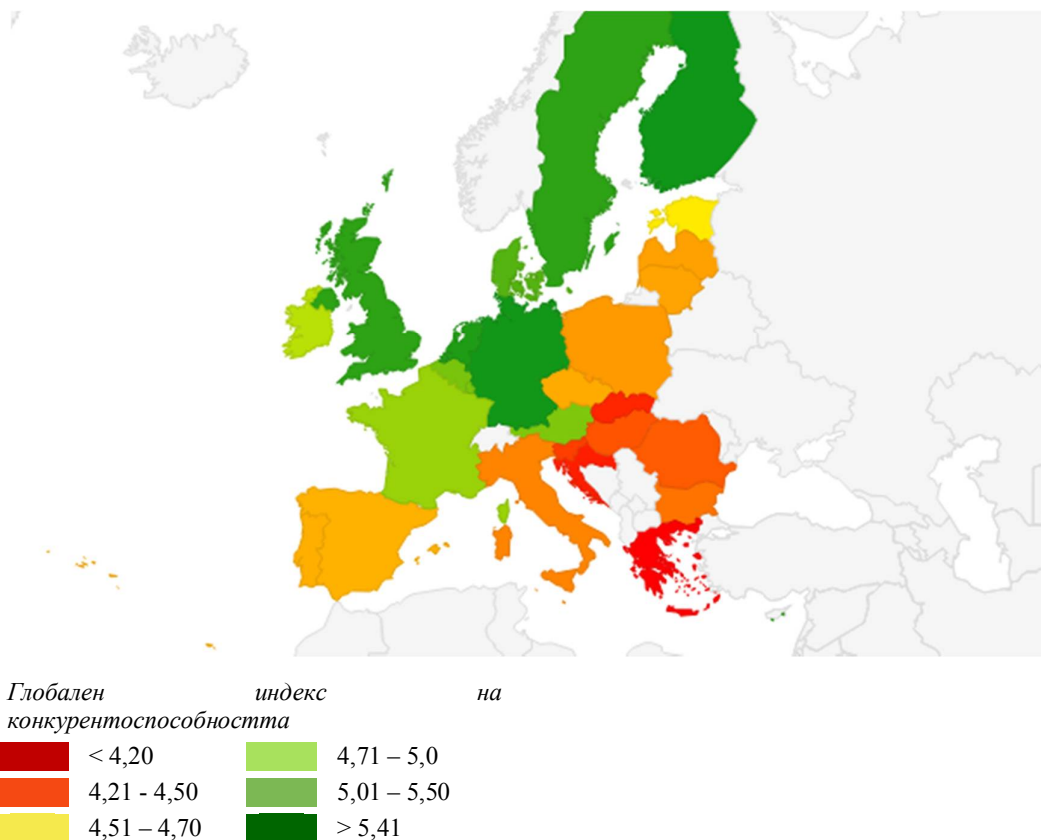 Глобален индекс на
конкурентоспособността
< 4,20 4,71 – 5,0
4,21 - 4,50 5,01 – 5,50
4,51 – 4,70 > 5,41